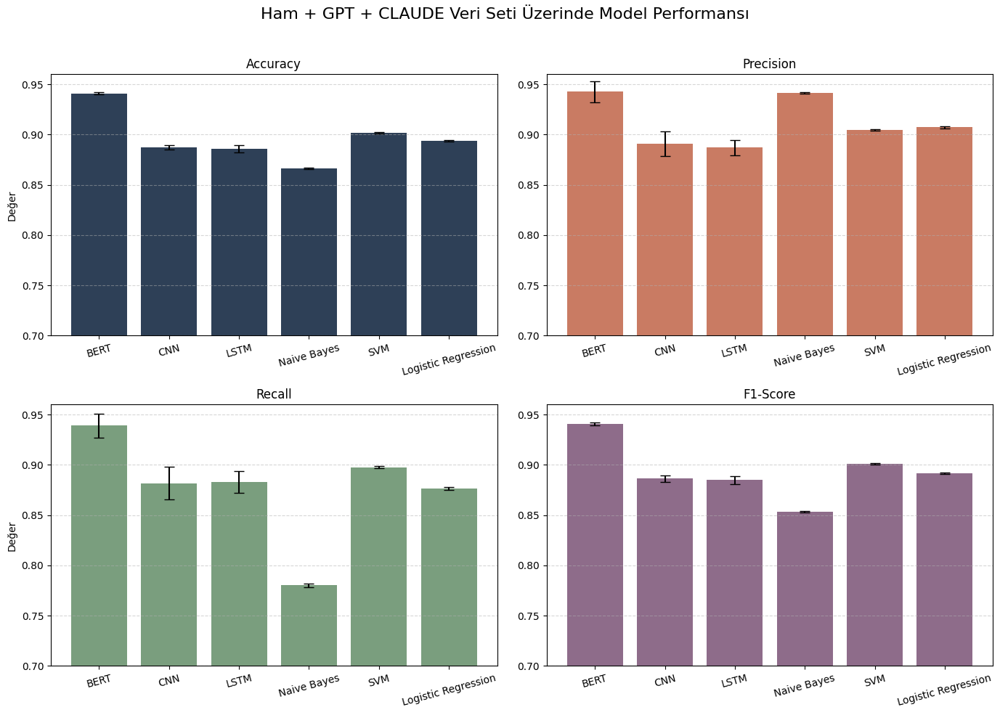 Ham + GPT + CLAUDE Veri Seti Üzerinde Model Performansı
Accuracy
Değer
0.95
0.90
0.85
0.80
0.75
0.70
BERT CNN LSTM Naive Bayes SVM Logistic Regression
Precision
0.95
0.90
0.85
0.80
0.75
0.70
BERT CNN LSTM Naive Bayes SVM Logistic Regression
Recall
Değer
0.95
0.90
0.85
0.80
0.75
0.70
BERT CNN LSTM Naive Bayes SVM Logistic Regression
F1-Score
0.95
0.90
0.85
0.80
0.75
0.70
BERT CNN LSTM Naive Bayes SVM Logistic Regression